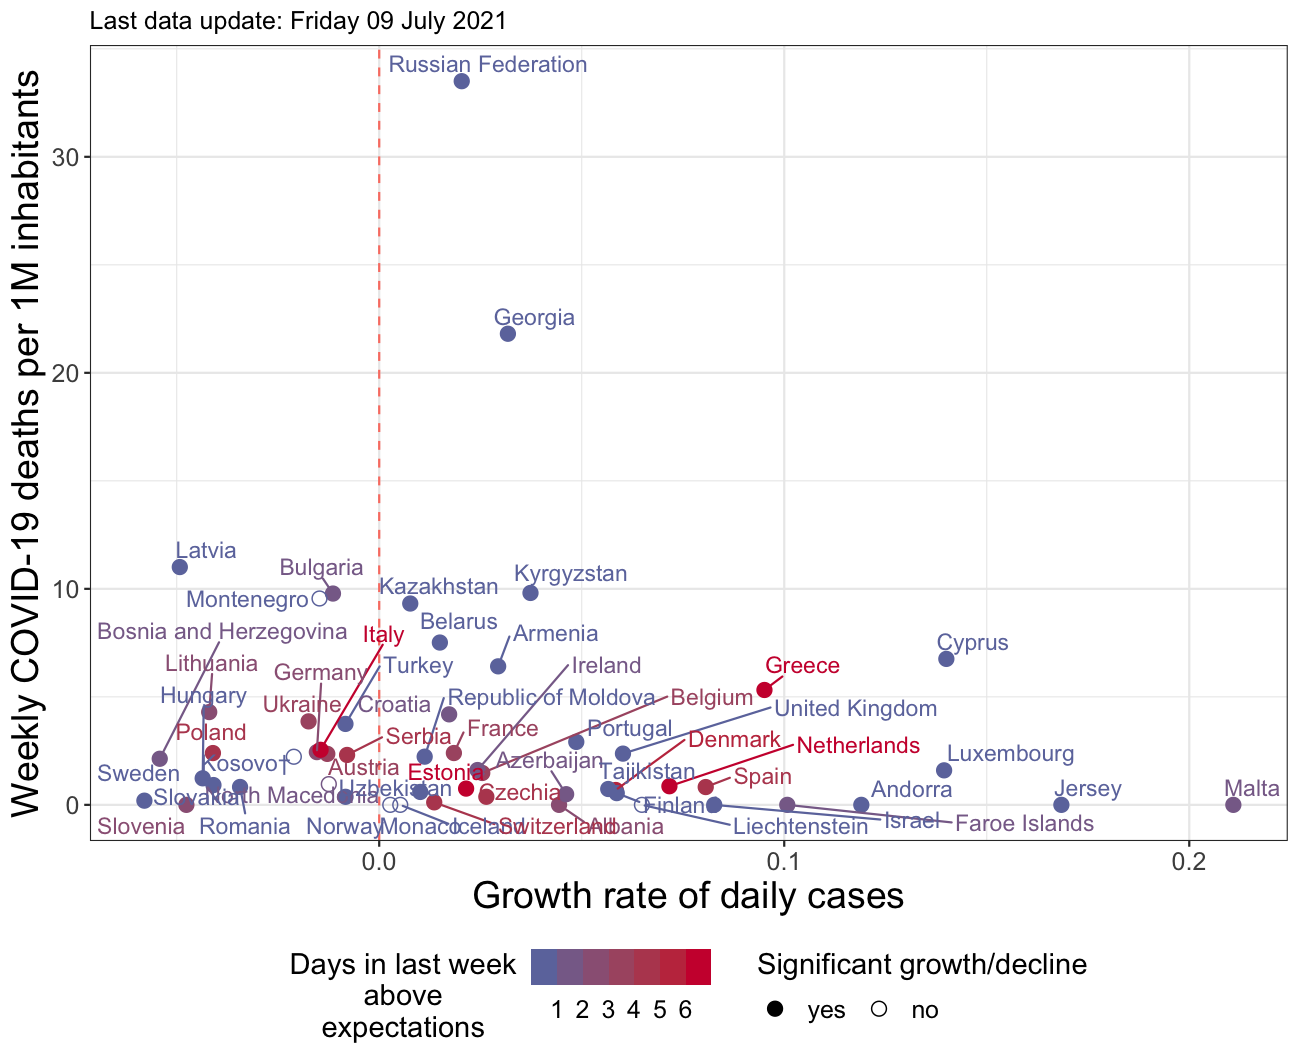 Last data update: Friday 09 July 2021
Weekly COVID-19 deaths per 1M inhabitants
30
20
10
0
Russian Federation
Georgia
Latvia
Bulgaria
Montenegro
Kazakhstan
Kyrgyzstan
Bosnia and Herzegovina
Italy
Belarus
Armenia
Cyprus
Lithuania
Germany
Turkey
Ireland
Greece
Hungary
Ukraine
Croatia
Republic of Moldova
Belgium
United Kingdom
Poland
Serbia
France
Portugal
Denmark
Netherlands
Sweden
Kosovo†
Austria
Estonia
Azerbaijan
Tajikistan
Spain
Luxembourg
Slovakia
North Macedonia
Uzbekistan
Czechia
Finland
Andorra
Jersey
Malta
Slovenia
Romania
Norway
Monaco
Iceland
Switzerland
Albania
Liechtenstein
Israel
Faroe Islands
0.0
0.1
0.2
Growth rate of daily cases
Days in last week
above
expectations
1 2 3 4 5 6
Significant growth/decline
yes
no